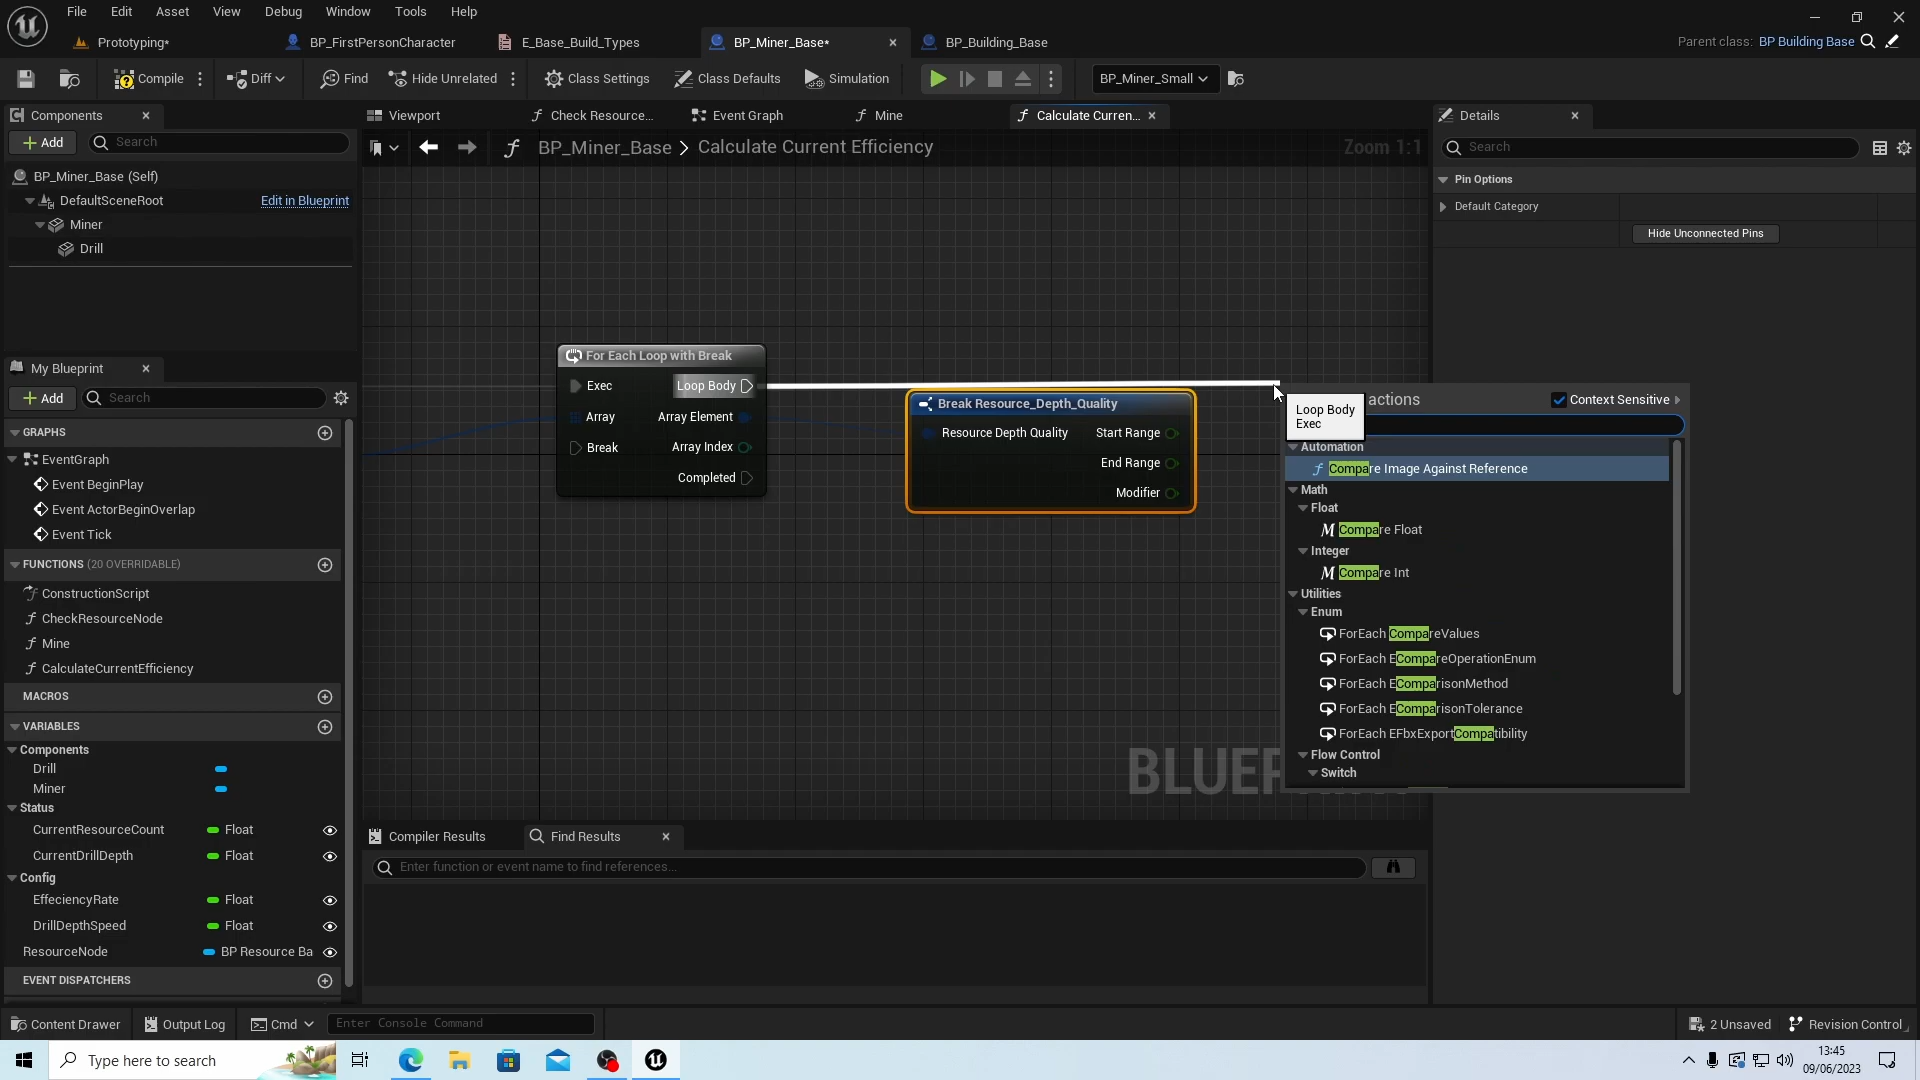 File Edit Asset View Debug Window Tools Help
Prototyping* BP_FirstPersonCharacter E_Base_Build_Types BP_Miner_Base* BP_Building_Base Parent class: BP Building Base
Compile Diff Find Hide Unrelated Class Settings Class Defaults Simulation BP_Miner_Small
Components Viewport Check Resource... Event Graph Mine Calculate Curren... Details
Add Search BP_Miner_Base > Calculate Current Efficiency Zoom 1:1 Search
BP_Miner_Base (Self) Pin Options
DefaultSceneRoot Edit in Blueprint Default Category
Miner Hide Unconnected Pins
Drill
For Each Loop with Break
Exec Loop Body
Array Array Element
Break Array Index
Completed
Break Resource_Depth_Quality
Resource Depth Quality Start Range
End Range
Modifier
actions Context Sensitive
Loop Body
Exec
Automation
Compare Image Against Reference
Math
Float
Compare Float
Integer
Compare Int
Utilities
Enum
ForEach CompareValues
ForEach ECompareOperationEnum
ForEach EComparisonMethod
ForEach EComparisonTolerance
ForEach EFbxExportCompatibility
Flow Control
Switch
My Blueprint
Add Search
GRAPHS
EventGraph
Event BeginPlay
Event ActorBeginOverlap
Event Tick
FUNCTIONS (20 OVERRIDABLE)
ConstructionScript
CheckResourceNode
Mine
CalculateCurrentEfficiency
MACROS
VARIABLES
Components
Drill
Miner
Status
CurrentResourceCount Float
CurrentDrillDepth Float
Config
EffeciencyRate Float
DrillDepthSpeed Float
ResourceNode BP Resource Ba
EVENT DISPATCHERS
Compiler Results Find Results
Enter function or event name to find references...
Content Drawer Output Log Cmd Enter Console Command 2 Unsaved Revision Control
Type here to search 13:45
09/06/2023